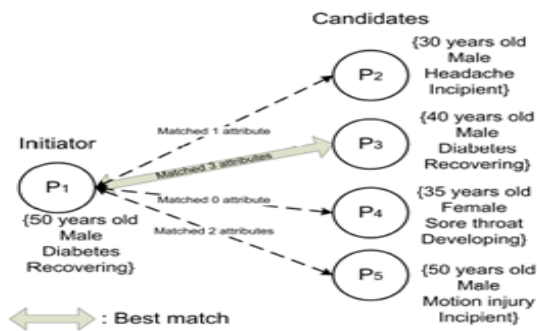 Candidates
{30 years old
Male
Headache
Incipient}
P2
Matched 1 attribute
{40 years old
Male
Diabetes
Recovering}
P3
Matched 3 attributes
Initiator
P1
{50 years old
Male
Diabetes
Recovering}
Matched 0 attribute
P4
{35 years old
Female
Sore throat
Developing}
Matched 2 attributes
P5
{50 years old
Male
Motion injury
Incipient}
: Best match